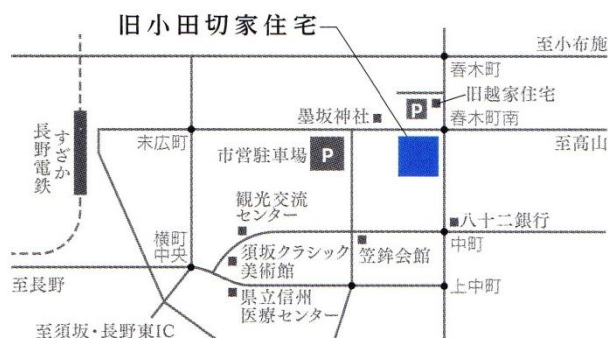 旧小田切家住宅
至小布施
春木町
P
旧越家住宅
墨坂神社
春木町南
末広町
市営駐車場
P
至高山
すざか
長野電鉄
観光交流
センター
八十二銀行
中町
横町
中央
須坂クラシック
美術館
笠鉾会館
至長野
県立信州
医療センター
上中町
至須坂・長野東IC